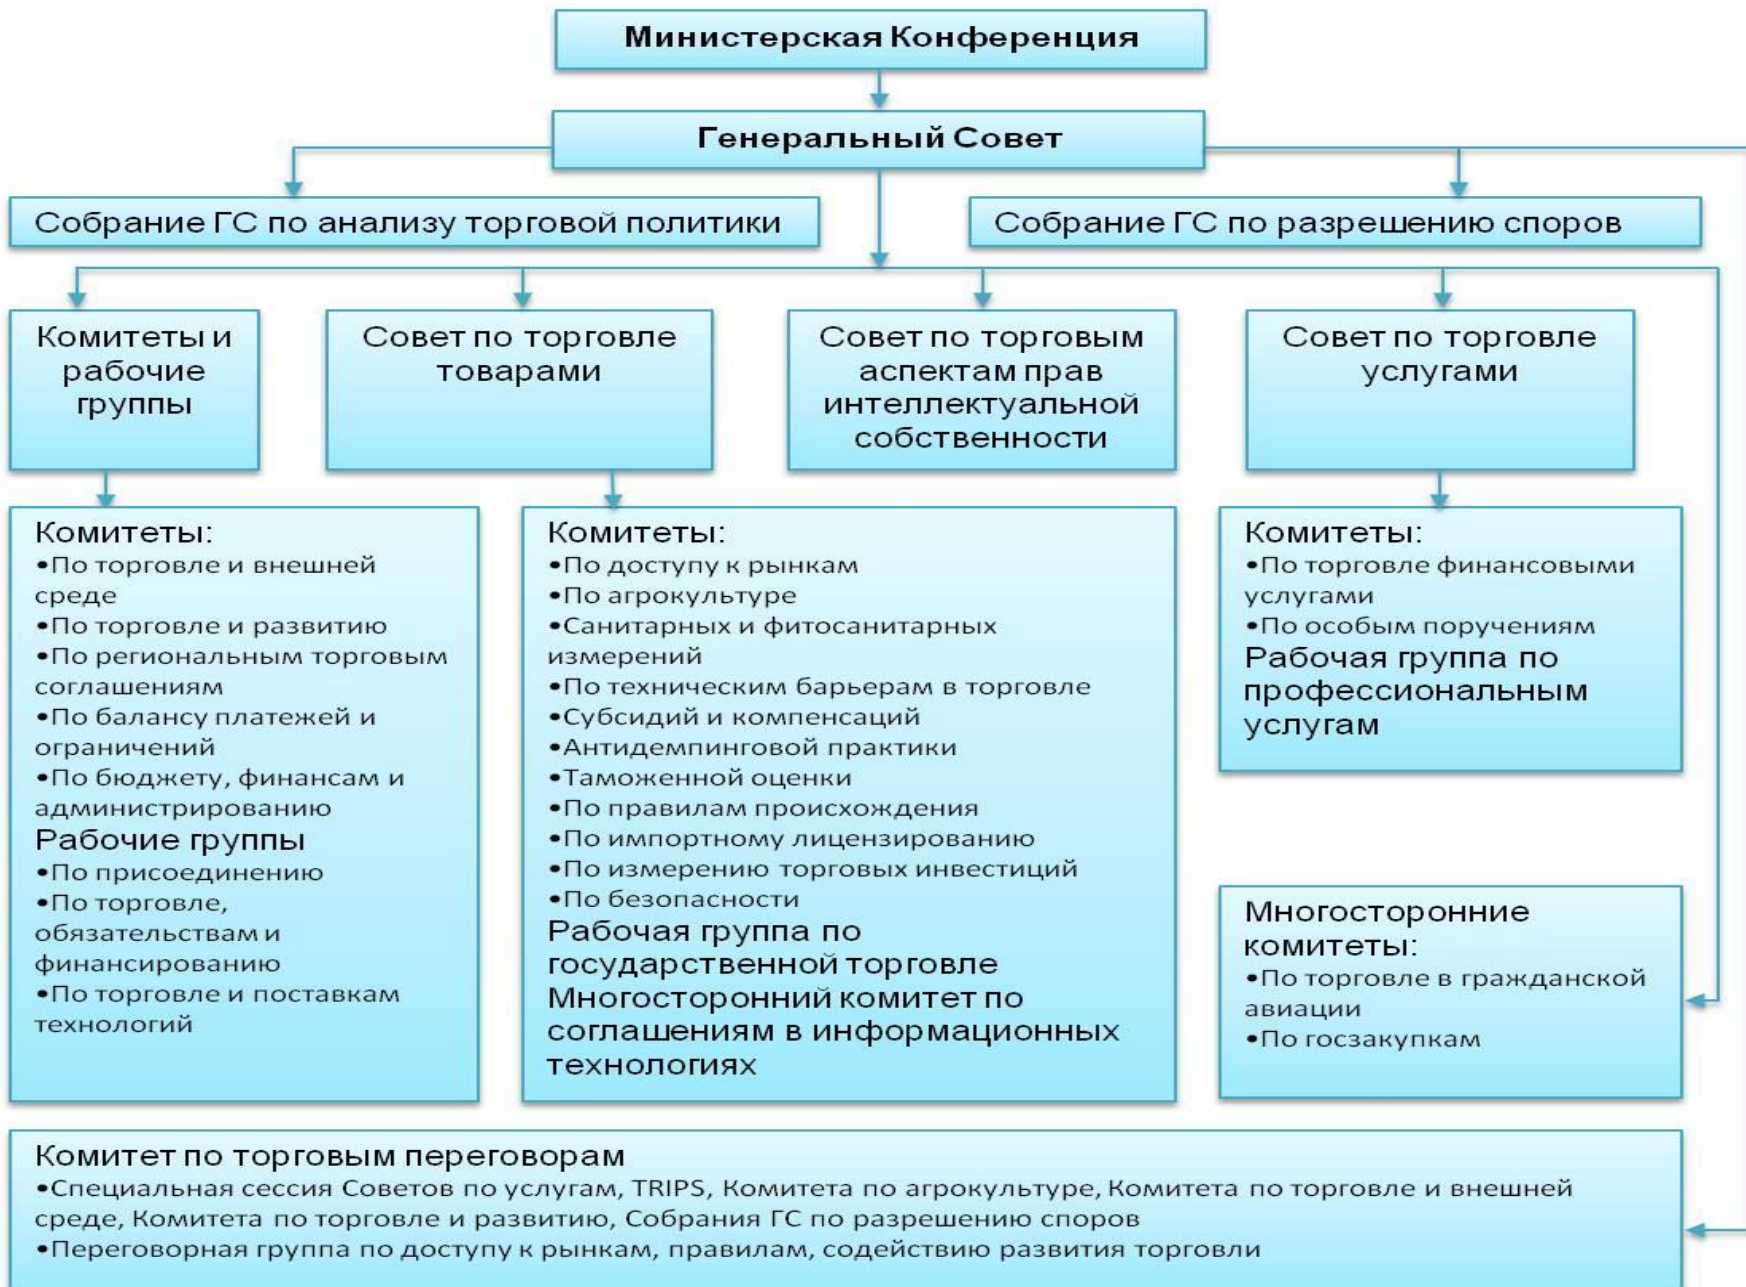 Министерская Конференция
Генеральный Совет
Собрание ГС по анализу торговой политики
Собрание ГС по разрешению споров
Комитеты и
рабочие
группы
Совет по торговле
товарами
Совет по торговым
аспектам прав
интеллектуальной
собственности
Совет по торговле
услугами
Комитеты:
•По торговле и внешней
среде
•По торговле и развитию
•По региональным торговым
соглашениям
•По балансу платежей и
ограничений
•По бюджету, финансам и
администрированию
Рабочие группы
•По присоединению
•По торговле,
обязательствам и
финансированию
•По торговле и поставкам
технологий
Комитеты:
•По доступу к рынкам
•По агрокультуре
•Санитарных и фитосанитарных
измерений
•По техническим барьерам в торговле
•Субсидий и компенсаций
•Антидемпинговой практики
•Таможенной оценки
•По правилам происхождения
•По импортному лицензированию
•По измерению торговых инвестиций
•По безопасности
Рабочая группа по
государственной торговле
Многосторонний комитет по
соглашениям в информационных
технологиях
Комитеты:
•По торговле финансовыми
услугами
•По особым поручениям
Рабочая группа по
профессиональным
услугам
Многосторонние
комитеты:
•По торговле в гражданской
авиации
•По госзакупкам
Комитет по торговым переговорам
•Специальная сессия Советов по услугам, TRIPS, Комитета по агрокультуре, Комитета по торговле и внешней
среде, Комитета по торговле и развитию, Собрания ГС по разрешению споров
•Переговорная группа по доступу к рынкам, правилам, содействию развития торговли